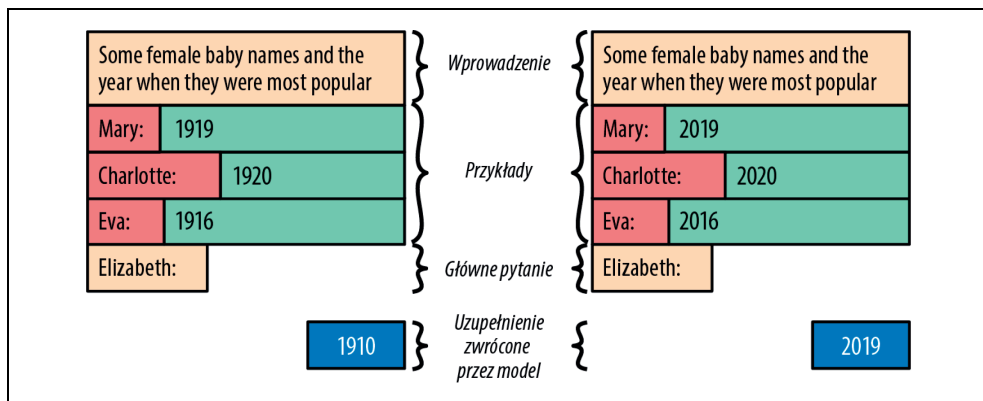 Some female baby names and the
year when they were most popular
Wprowadzenie
Some female baby names and the
year when they were most popular
Mary: 1919
Charlotte: 1920
Eva: 1916
Przykłady
Mary: 2019
Charlotte: 2020
Eva: 2016
Elizabeth:
Główne pytanie
Elizabeth:
1910
Uzupełnienie
zwrócone
przez model
2019